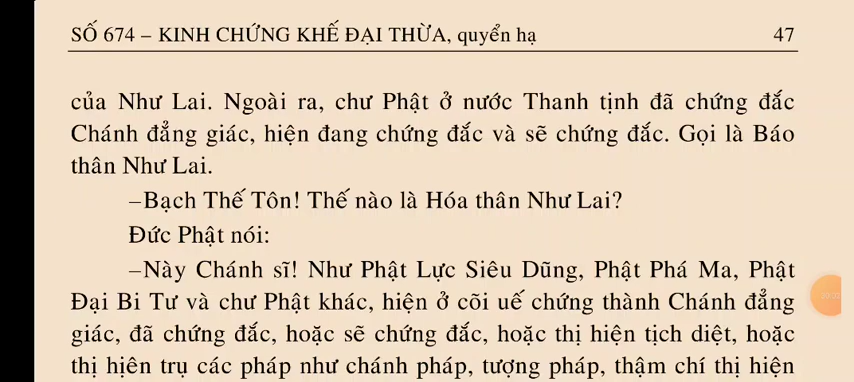 SỐ 674 – KINH CHỨNG KHẾ ĐẠI THỪA, quyển hạ 47
của Như Lai. Ngoài ra, chư Phật ở nước Thanh tịnh đã chứng đắc
Chánh đẳng giác, hiện đang chứng đắc và sẽ chứng đắc. Gọi là Báo
thân Như Lai.
–Bạch Thế Tôn! Thế nào là Hóa thân Như Lai?
Đức Phật nói:
–Này Chánh sĩ! Như Phật Lực Siêu Dũng, Phật Phá Ma, Phật
Đại Bi Tư và chư Phật khác, hiện ở cõi uế chứng thành Chánh đẳng
giác, đã chứng đắc, hoặc sẽ chứng đắc, hoặc thị hiện tịch diệt, hoặc
thị hiện trụ các pháp như chánh pháp, tượng pháp, thậm chí thị hiện